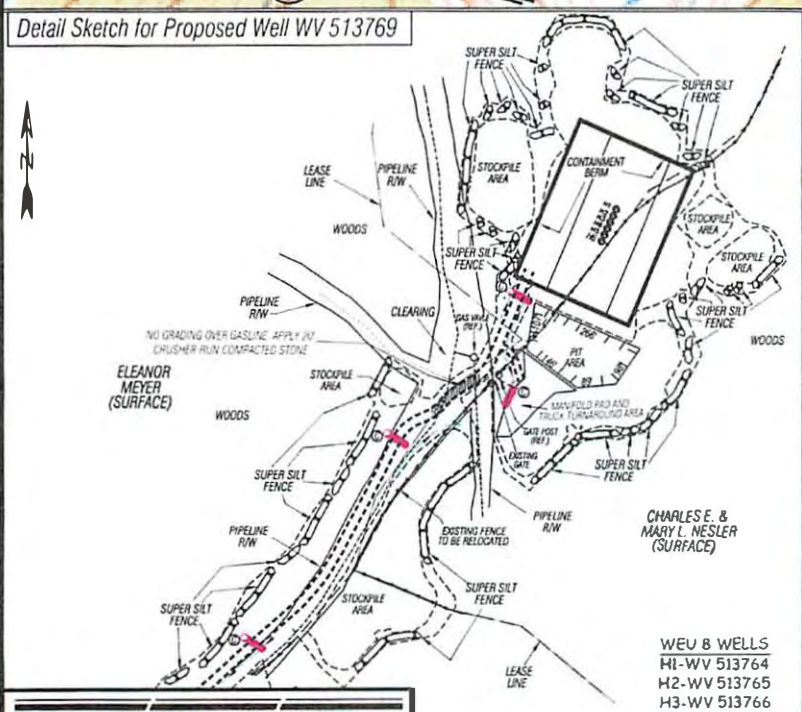 Detail Sketch for Proposed Well WV 513769
N
SUPER SILT
FENCE
SUPER SILT
FENCE
CONTAINMENT
BERM
STOCKPILE
AREA
LEASE
LINE
PIPELINE
R/W
WOODS
SUPER SILT
FENCE
STOCKPILE
AREA
STOCKPILE
AREA
SUPER SILT
FENCE
WOODS
PIPELINE
R/W
CLEARING
GAS VAVLE
(REF.)
NO GRADING OVER GASLINE. APPLY 20'
CRUSHER RUN COMPACTED STONE
PIT
AREA
ELEANOR
MEYER
(SURFACE)
STOCKPILE
AREA
WOODS
MANIFOLD PAD AND
TRUCK TURNAROUND AREA
GATE POST
(REF.)
EXISTING
GATE
SUPER SILT
FENCE
SUPER SILT
FENCE
PIPELINE
R/W
EXISTING FENCE
TO BE RELOCATED
PIPELINE
R/W
CHARLES E. &
MARY L. NESLER
(SURFACE)
SUPER SILT
FENCE
STOCKPILE
AREA
SUPER SILT
FENCE
LEASE
LINE
WEU 8 WELLS
H1-WV 513764
H2-WV 513765
H3-WV 513766